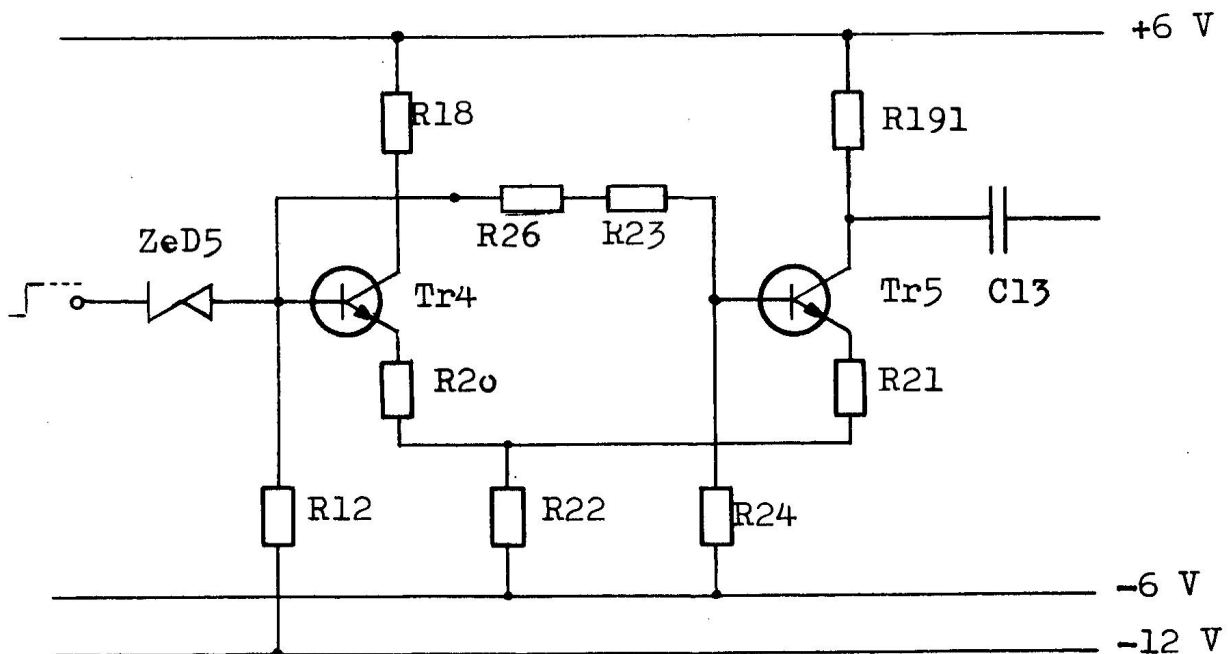 +6 V
R18
R191
R26
R23
ZeD5
Tr4
Tr5
C13
R2o
R21
R12
R22
R24
-6 V
-12 V